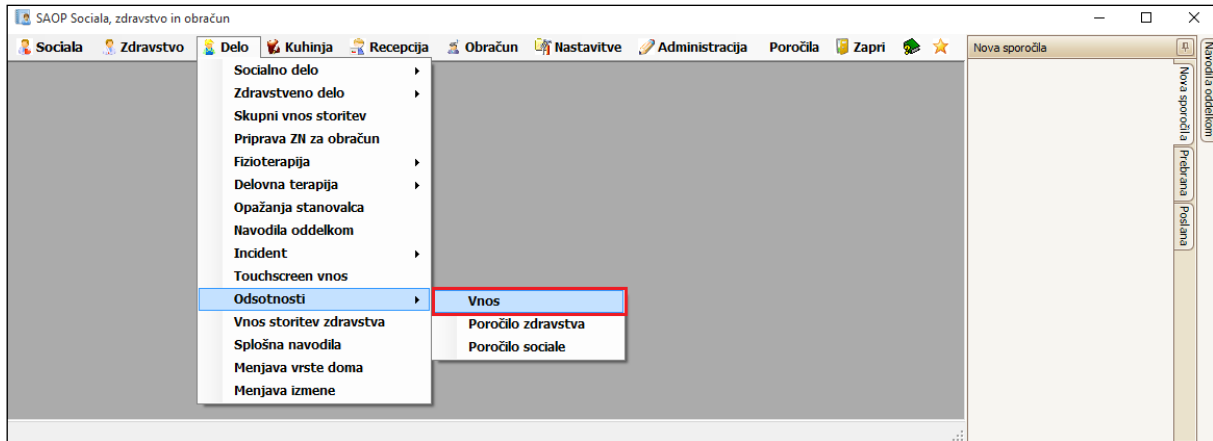 SAOP Sociala, zdravstvo in obračun
Sociala Zdravstvo Delo Kuhinja Recepcija Obračun Nastavitve Administracija Poročila Zapri
Socialno delo
Zdravstveno delo
Skupni vnos storitev
Priprava ZN za obračun
Fizioterapija
Delovna terapija
Opažanja stanovalca
Navodila oddelkom
Incident
Touchscreen vnos
Odsotnosti
Vnos storitev zdravstva
Splošna navodila
Menjava vrste doma
Menjava izmene
Vnos
Poročilo zdravstva
Poročilo sociale
Nova sporočila
Nova sporočila
Prebrana
Poslana
Navodila oddelkom